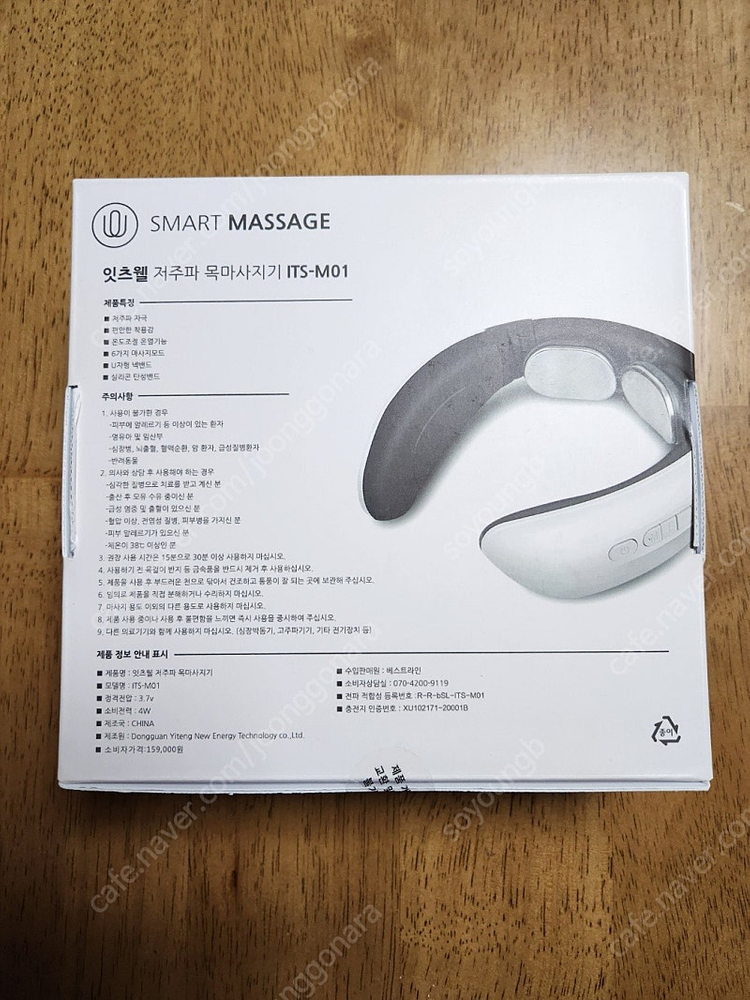 SMART MASSAGE
잇츠웰 저주파 목마사지기 ITS-M01
제품특징
■ 저주파 자극
■ 편안한 착용감
■ 온도조절 온열기능
■ 6가지 마사지모드
■ U자형 넥밴드
■ 실리콘 탄성밴드
주의사항
1. 사용이 불가한 경우
-피부에 알레르기 등 이상이 있는 환자
-영유아 및 임산부
-심장병, 뇌출혈, 혈액순환, 암 환자, 급성질병환자
-반려동물
2. 의사와 상담 후 사용해야 하는 경우
-심각한 질병으로 치료를 받고 계신 분
-출산 후 모유 수유 중이신 분
-급성 염증 및 출혈이 있으신 분
-혈압 이상, 전염성 질병, 피부병을 가지신 분
-피부 알레르기가 있으신 분
-체온이 38℃ 이상인 분
3. 권장 사용 시간은 15분으로 30분 이상 사용하지 마십시오.
4. 사용하기 전 목걸이 반지 등 금속품을 반드시 제거 후 사용하십시오.
5. 제품을 사용 후 부드러운 천으로 닦아서 건조하고 통풍이 잘 되는 곳에 보관해 주십시오.
6. 임의로 제품을 직접 분해하거나 수리하지 마십시오.
7. 마사지 용도 이외의 다른 용도로 사용하지 마십시오.
8. 제품 사용 중이나 사용 후 불편함을 느끼면 즉시 사용을 중시하여 주십시오.
9. 다른 의료기기와 함께 사용하지 마십시오. (심장박동기, 고주파기기, 기타 전기장치 등)
제품 정보 안내 표시
■ 제품명 : 잇츠웰 저주파 목마사지기
■ 모델명 : ITS-M01
■ 정격전압 : 3.7v
■ 소비전력 : 4W
■ 제조국 : CHINA
■ 제조원 : Dongguan Yiteng New Energy Technology co.,Ltd.
■ 소비자가격:159,000원
■ 수입판매원 : 베스트라인
■ 소비자상담실 : 070-4200-9119
■ 전파 적합성 등록번호 :R-R-bSL-ITS-M01
■ 충전지 인증번호 : XU102171-20001B
종이
제품
교환 및
cafe.naver.com/joonggonara
soyoungb